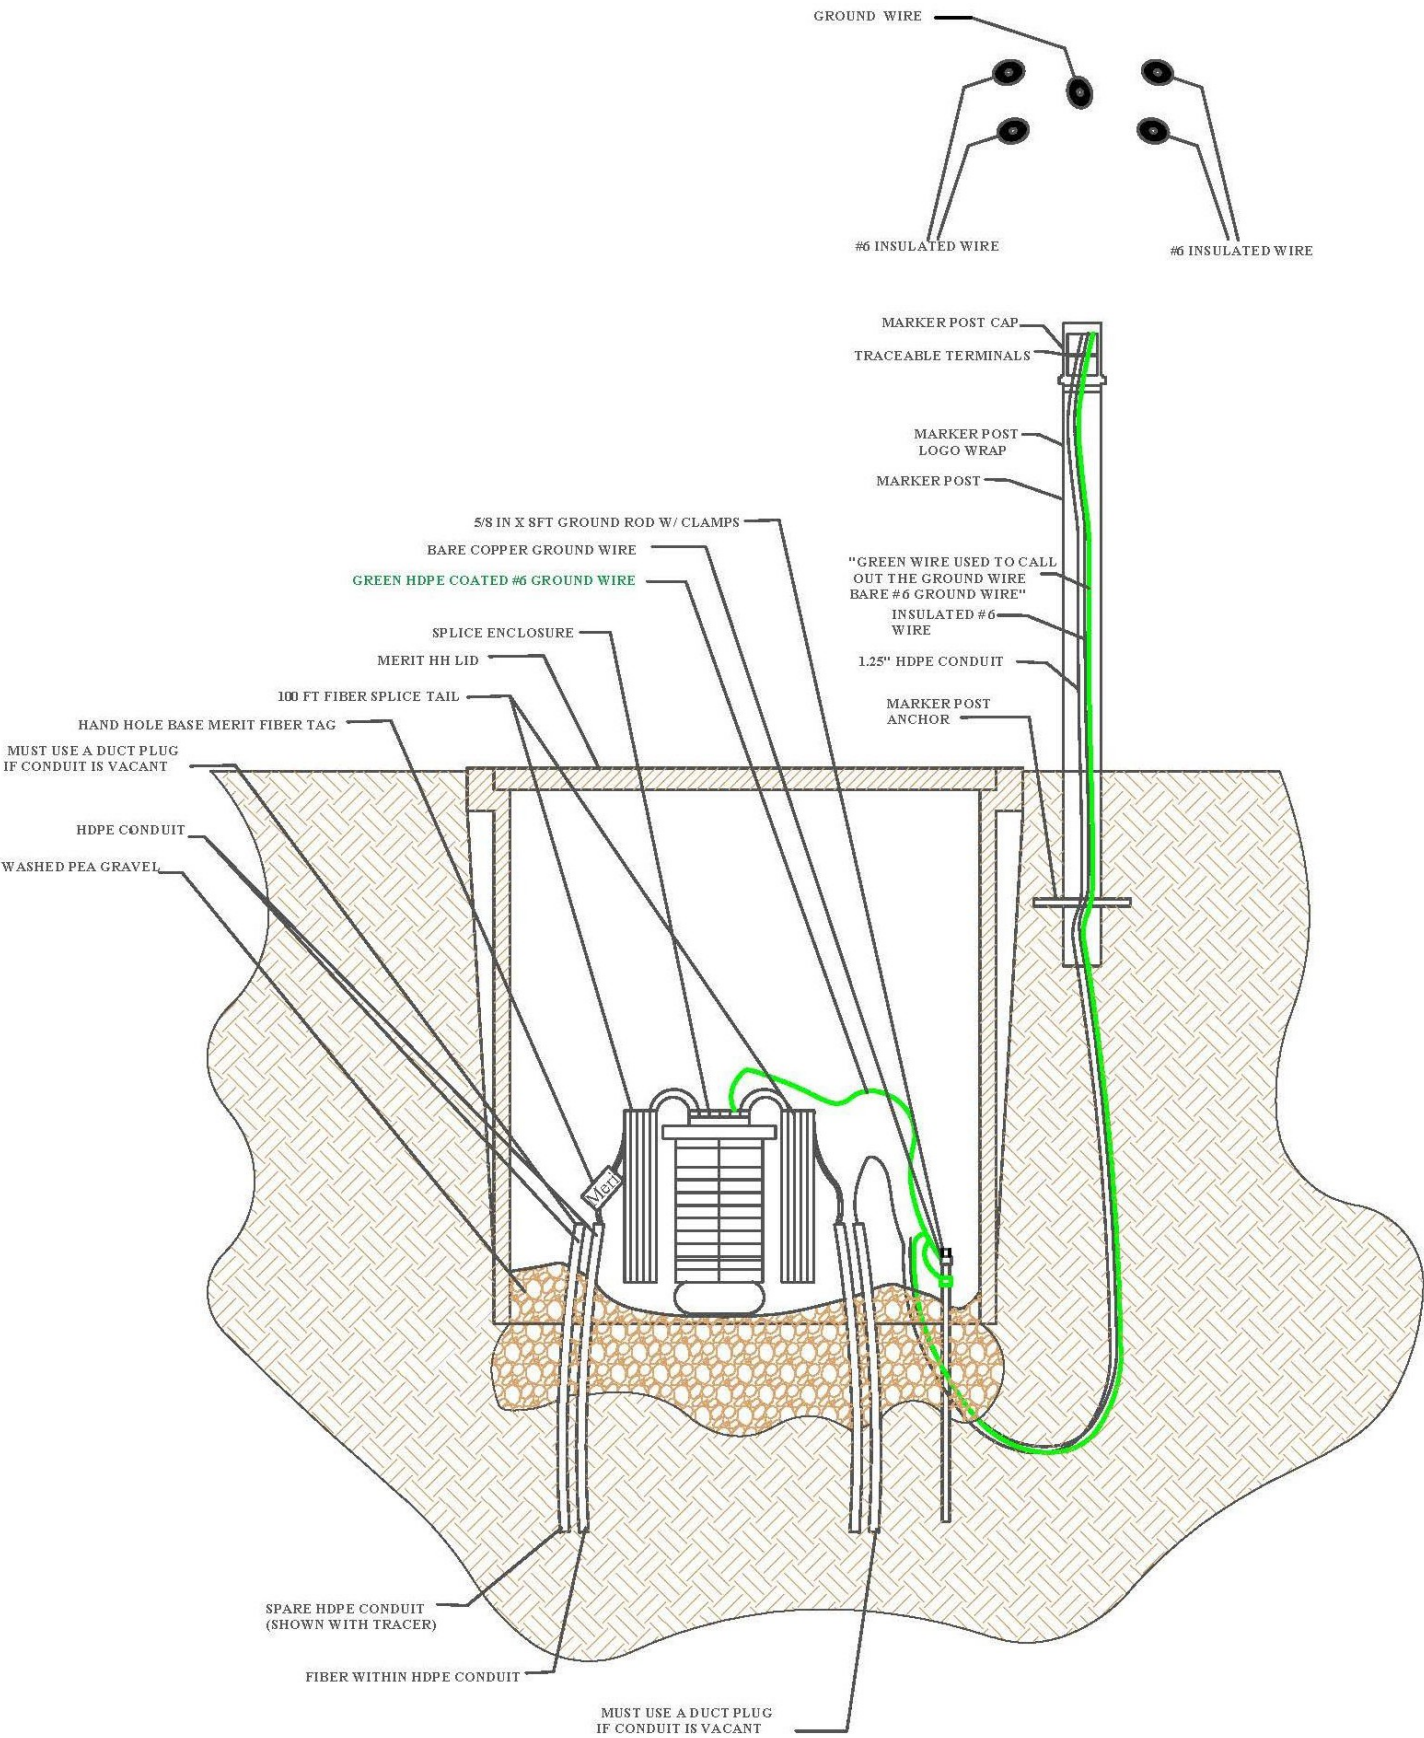 GROUND WIRE
#6 INSULATED WIRE
#6 INSULATED WIRE
MARKER POST CAP
TRACEABLE TERMINALS
MARKER POST
LOGO WRAP
MARKER POST
5/8 IN X 8FT GROUND ROD W/ CLAMPS
BARE COPPER GROUND WIRE
GREEN HDPE COATED #6 GROUND WIRE
"GREEN WIRE USED TO CALL
OUT THE GROUND WIRE
BARE #6 GROUND WIRE"
INSULATED #6
WIRE
SPLICE ENCLOSURE
MERIT HH LID
1.25" HDPE CONDUIT
100 FT FIBER SPLICE TAIL
MARKER POST
ANCHOR
HAND HOLE BASE MERIT FIBER TAG
MUST USE A DUCT PLUG
IF CONDUIT IS VACANT
HDPE CONDUIT
WASHED PEA GRAVEL
Meri
SPARE HDPE CONDUIT
(SHOWN WITH TRACER)
FIBER WITHIN HDPE CONDUIT
MUST USE A DUCT PLUG
IF CONDUIT IS VACANT